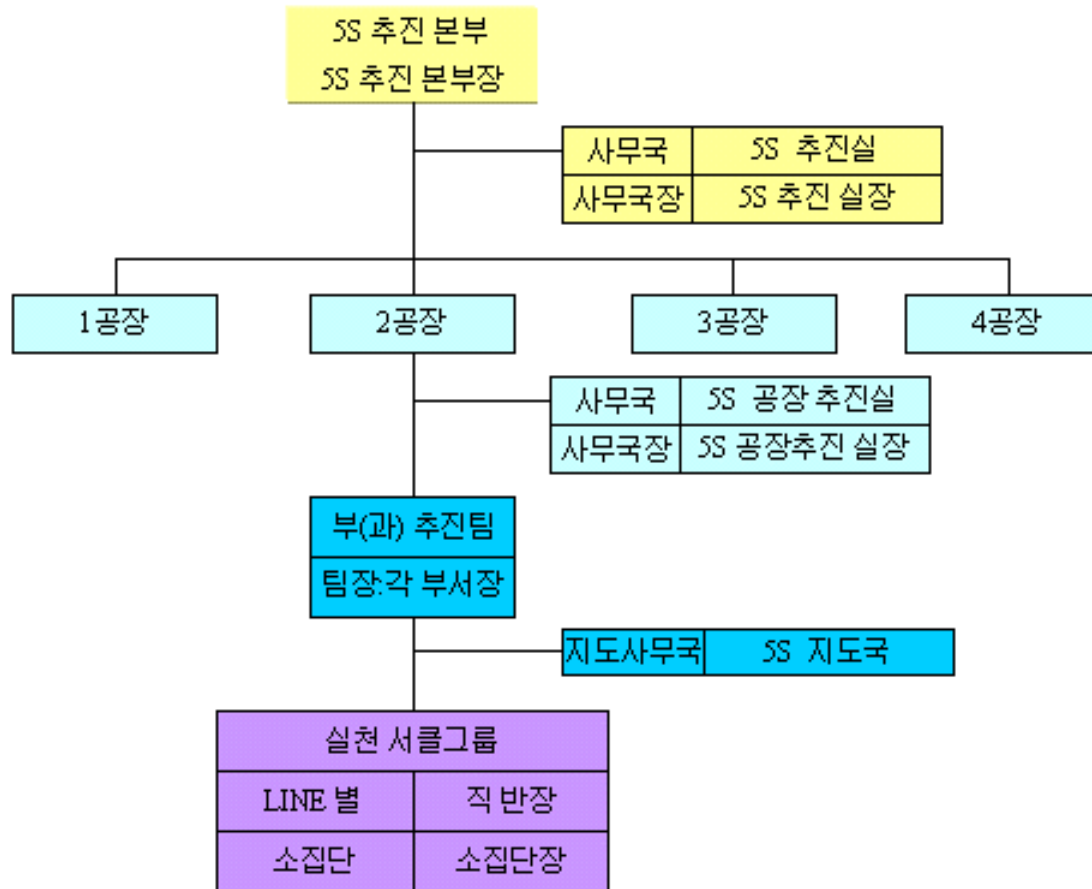 5S 추진 본부
5S 추진 본부장
사무국 5S 추진실
사무국장 5S 추진 실장
1공장 2공장 3공장 4공장
사무국 5S 공장 추진실
사무국장 5S 공장추진 실장
부(과) 추진팀
팀장:각 부서장
지도사무국 5S 지도국
실천 서클그룹
LINE 별 직 반장
소집단 소집단장